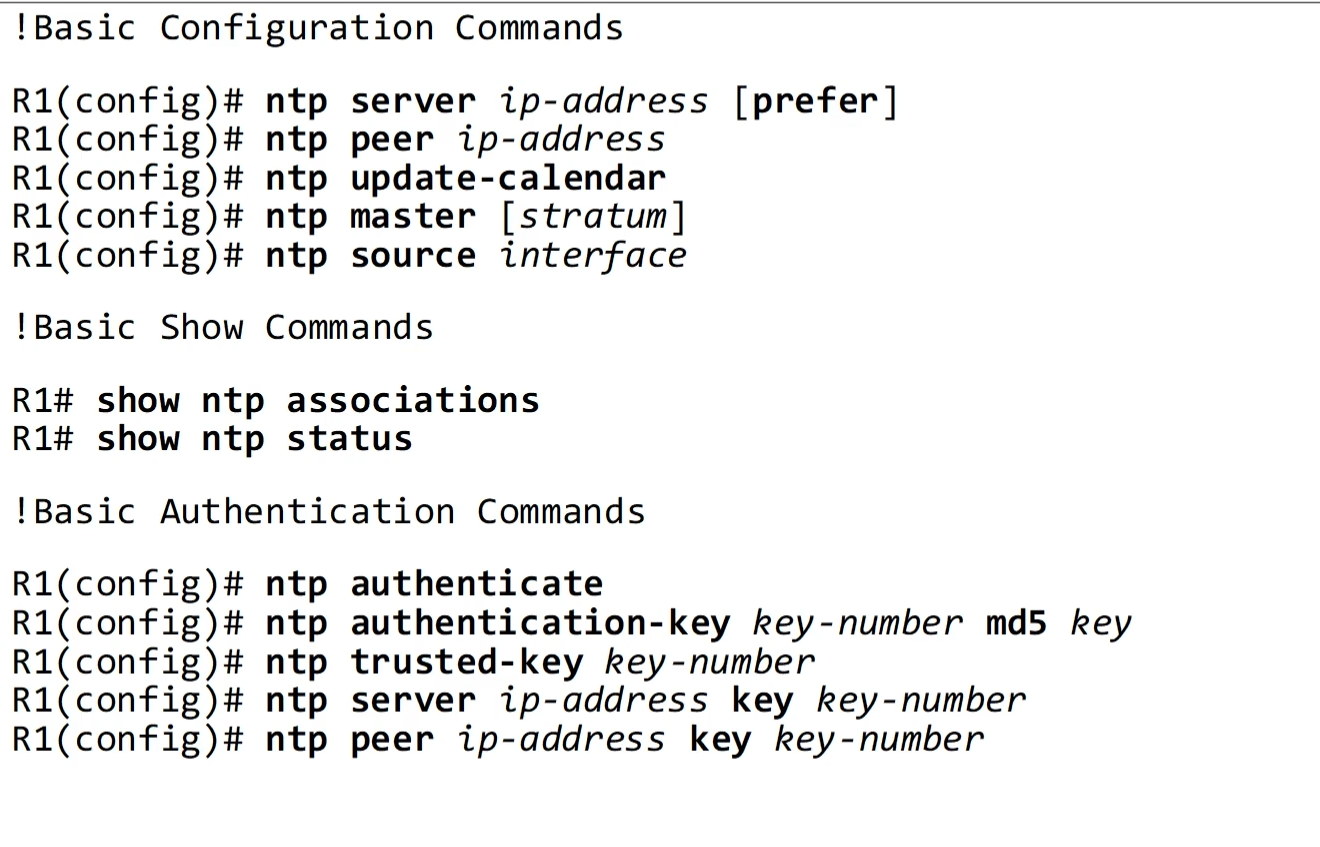 !Basic Configuration Commands
R1(config)# ntp server ip-address [prefer]
R1(config)# ntp peer ip-address
R1(config)# ntp update-calendar
R1(config)# ntp master [stratum]
R1(config)# ntp source interface
!Basic Show Commands
R1# show ntp associations
R1# show ntp status
!Basic Authentication Commands
R1(config)# ntp authenticate
R1(config)# ntp authentication-key key-number md5 key
R1(config)# ntp trusted-key key-number
R1(config)# ntp server ip-address key key-number
R1(config)# ntp peer ip-address key key-number